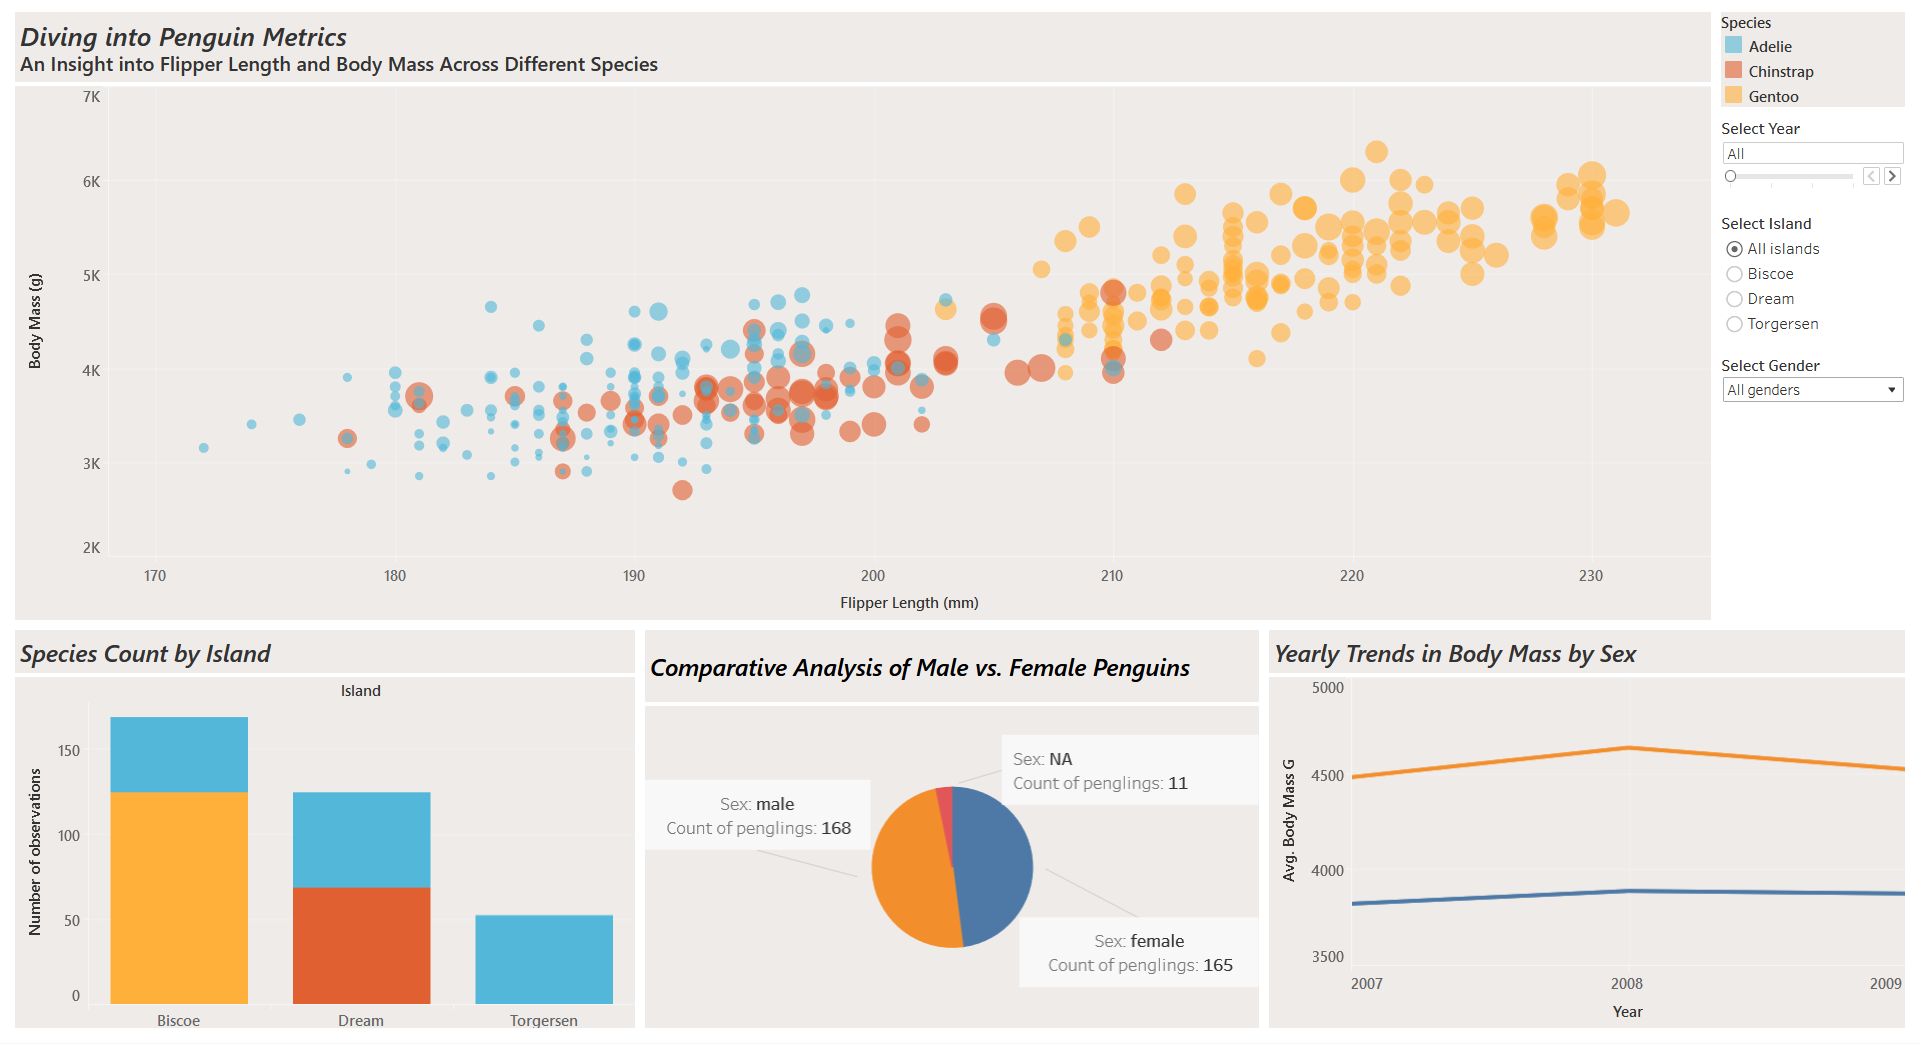 Diving into Penguin Metrics
An Insight into Flipper Length and Body Mass Across Different Species
Species
Adelie
Chinstrap
Gentoo
Select Year
All
Select Island
All islands
Biscoe
Dream
Torgersen
Select Gender
All genders
Body Mass (g)
7K
6K
5K
4K
3K
2K
170 180 190 200 210 220 230
Flipper Length (mm)
Species Count by Island
Island
Number of observations
150
100
50
0
Biscoe Dream Torgersen
Comparative Analysis of Male vs. Female Penguins
Sex: NA
Count of penglings: 11
Sex: male
Count of penglings: 168
Sex: female
Count of penglings: 165
Yearly Trends in Body Mass by Sex
Avg. Body Mass G
5000
4500
4000
3500
2007 2008 2009
Year